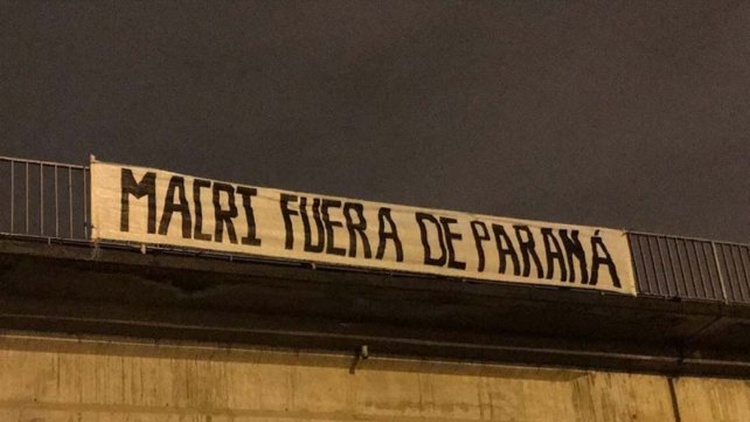 MACRI FUERA DE PARANÁ